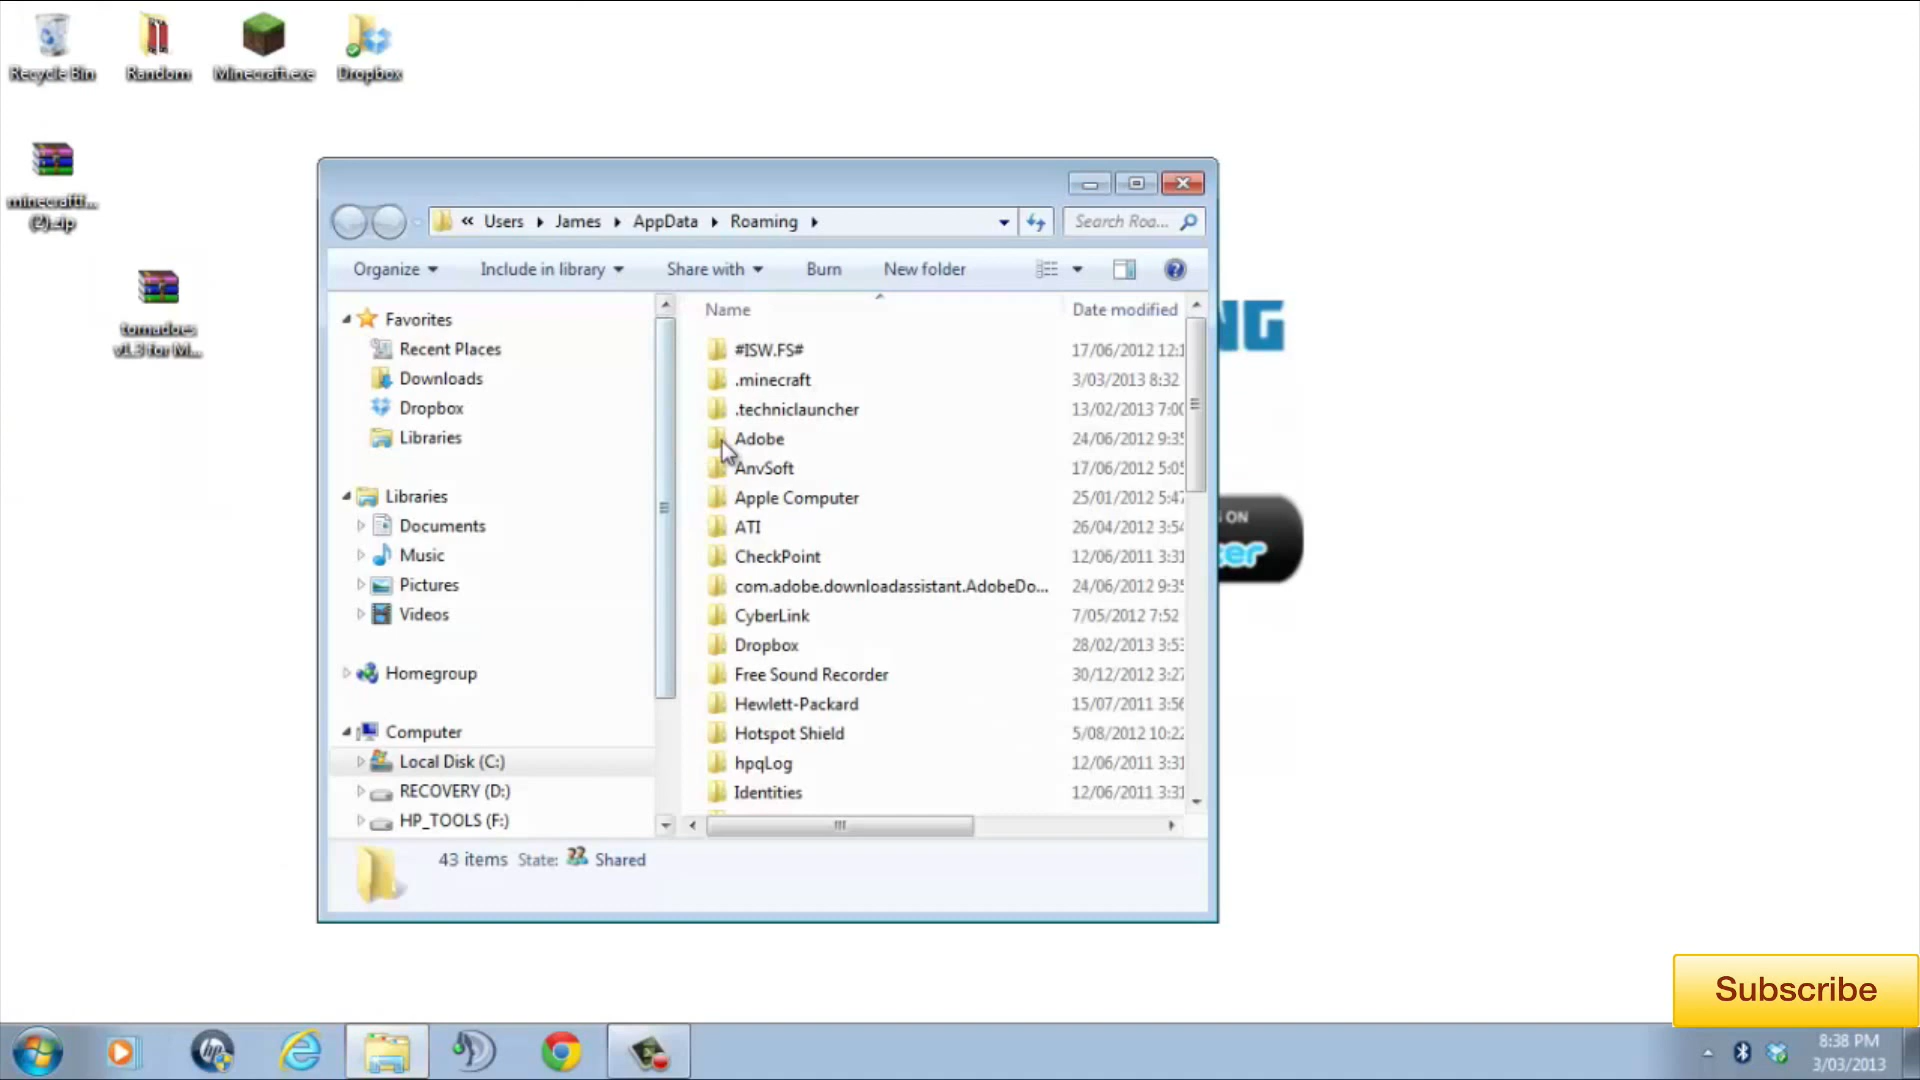 Recycle Bin
Random
Minecraft.exe
Dropbox
minecraftf...
(2).zip
tornadoes
v1.3 for M...
« Users
James
AppData
Roaming
Search Roa...
Organize
Include in library
Share with
Burn
New folder
Favorites
Recent Places
Downloads
Dropbox
Libraries
Libraries
Documents
Music
Pictures
Videos
Homegroup
Computer
Local Disk (C:)
RECOVERY (D:)
HP_TOOLS (F:)
Name
Date modified
#ISW.FS#
17/06/2012 12:1
.minecraft
3/03/2013 8:32
.techniclauncher
13/02/2013 7:00
Adobe
24/06/2012 9:35
AnvSoft
17/06/2012 5:05
Apple Computer
25/01/2012 5:47
ATI
26/04/2012 3:54
CheckPoint
12/06/2011 3:31
com.adobe.downloadassistant.AdobeDo...
24/06/2012 9:35
CyberLink
7/05/2012 7:52
Dropbox
28/02/2013 3:53
Free Sound Recorder
30/12/2012 3:27
Hewlett-Packard
15/07/2011 3:56
Hotspot Shield
5/08/2012 10:22
hpqLog
12/06/2011 3:31
Identities
12/06/2011 3:31
43 items State: Shared
NG
ON
Subscribe
8:38 PM
3/03/2013